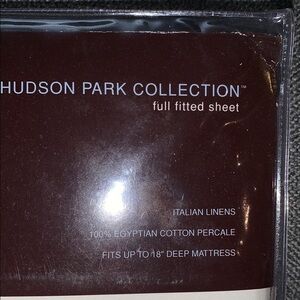 HUDSON PARK COLLECTION™
full fitted sheet
ITALIAN LINENS
100% EGYPTIAN COTTON PERCALE
FITS UP TO 18" DEEP MATTRESS